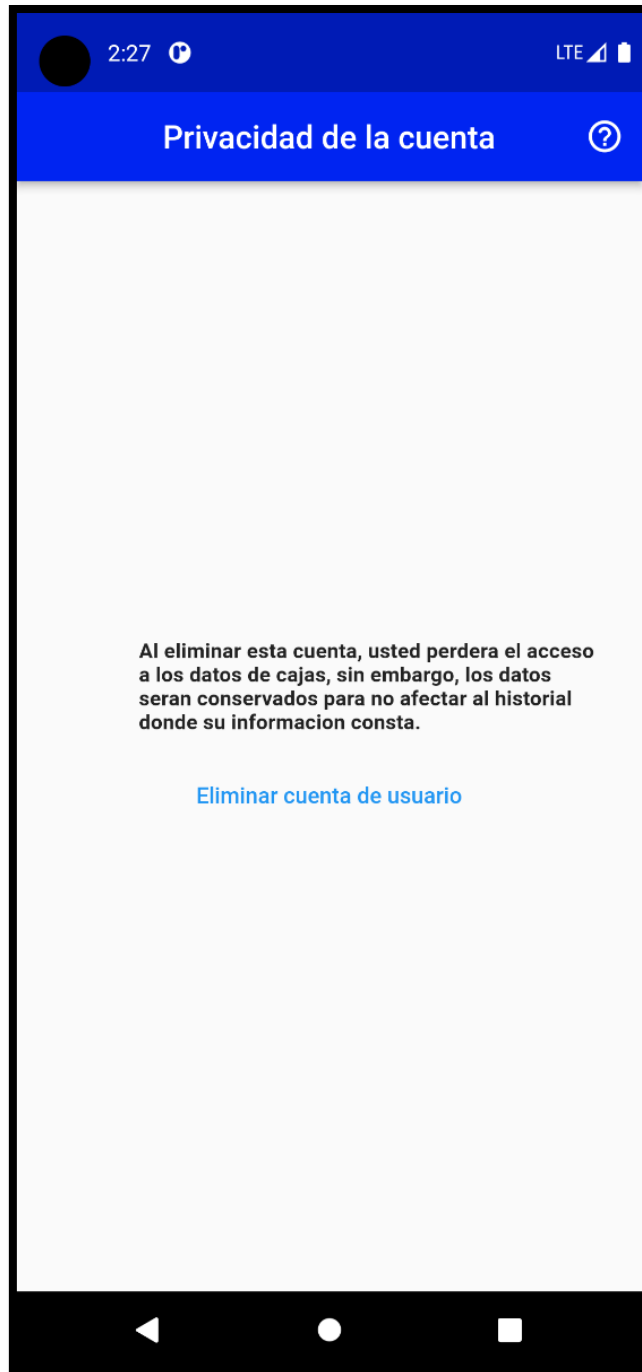 2:27 LTE
Privacidad de la cuenta
Al eliminar esta cuenta, usted perdera el acceso
a los datos de cajas, sin embargo, los datos
seran conservados para no afectar al historial
donde su informacion consta.
Eliminar cuenta de usuario